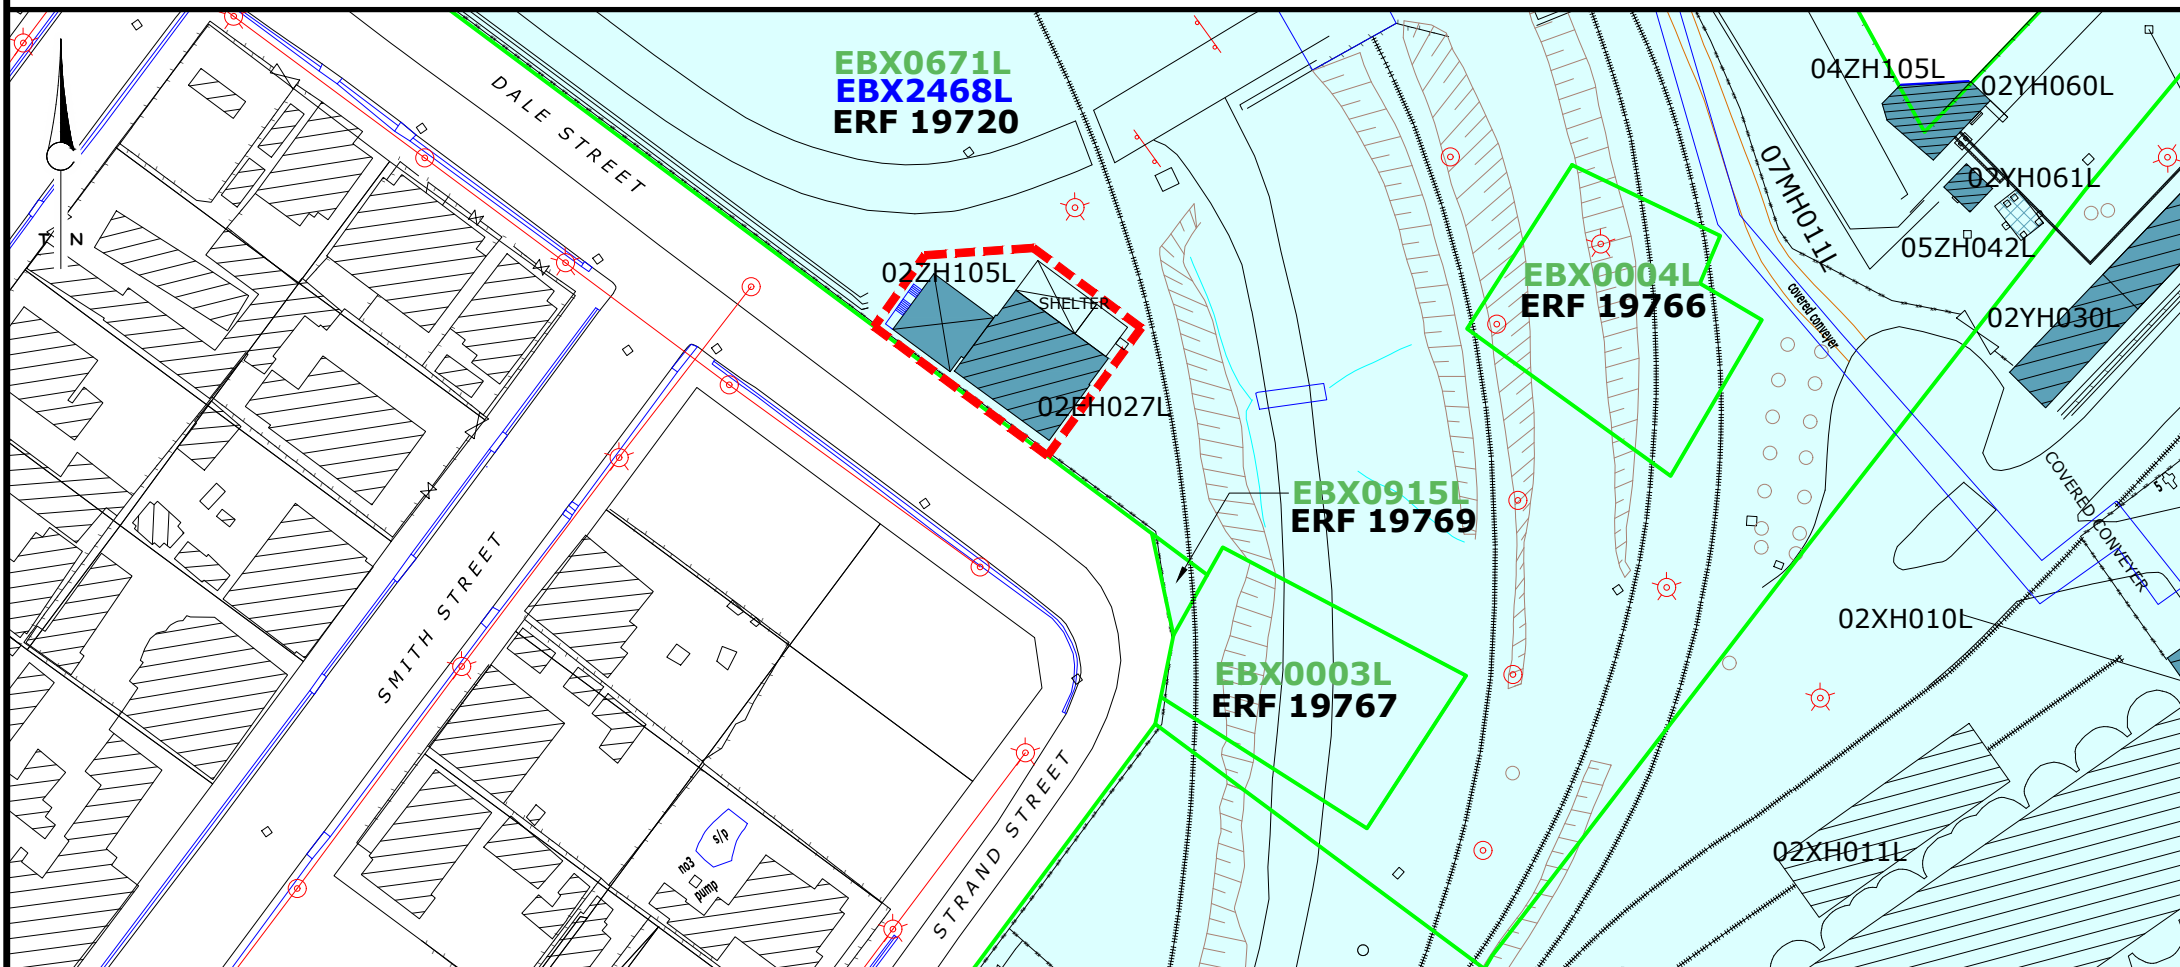 EBX0671L
EBX2468L
ERF 19720
DALE STREET
04ZH105L
02YH060L
07MH011L
02YH061L
05ZH042L
T N
02ZH105L
SHELTER
EBX0004L
ERF 19766
covered conveyer
02YH030L
02EH027L
EBX0915L
ERF 19769
COVERED CONVEYER
SMITH STREET
02XH010L
EBX0003L
ERF 19767
STRAND STREET
s/p
no3
pump
02XH011L